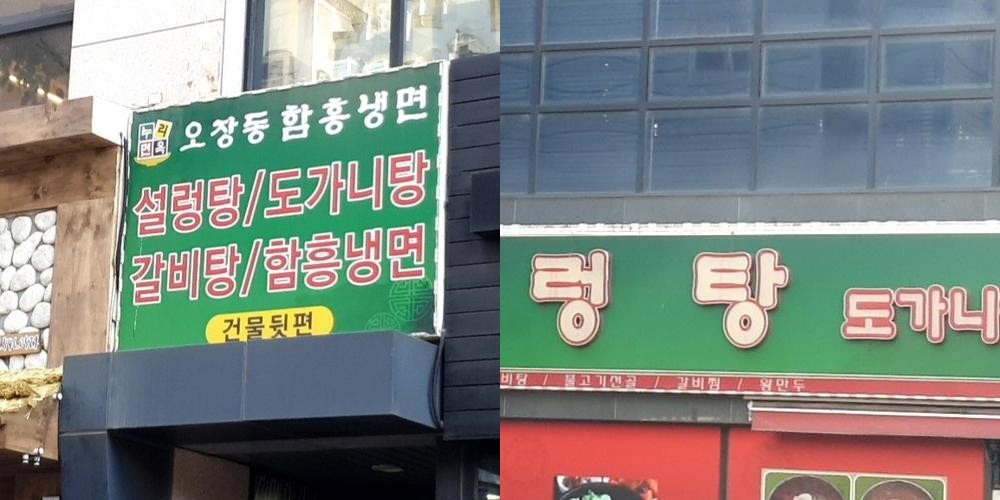 누리
면옥
오장동함흥냉면
설렁탕/도가니탕
갈비탕/함흥냉면
건물뒷편
렁탕 도가니
비탕 / 불고기전골 / 갈비찜 / 왕만두